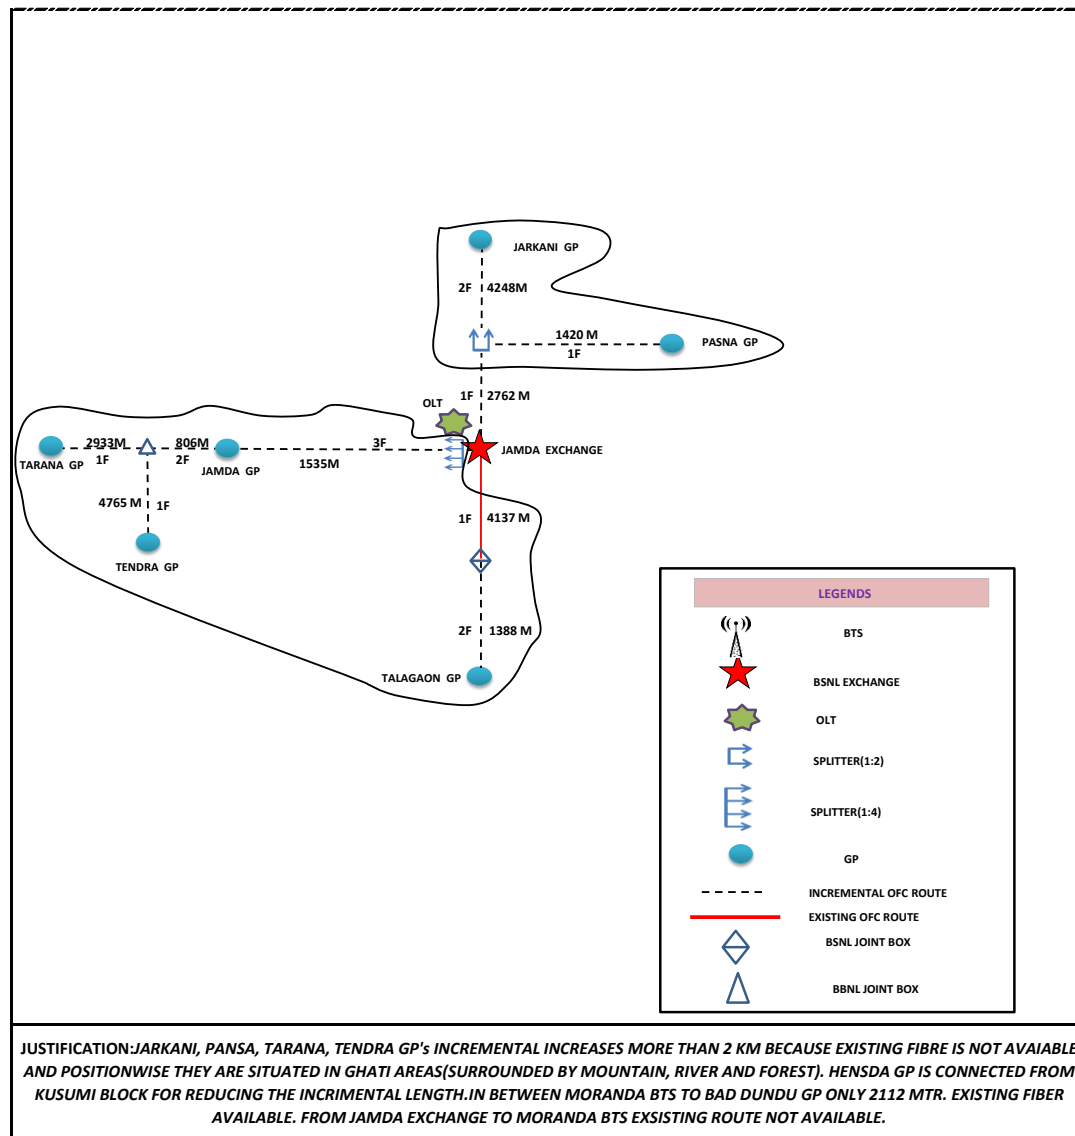 JARKANI GP
2F 4248M
1420 M
PASNA GP
1F
1F 2762 M
OLT
2933M 806M 3F JAMDA EXCHANGE
TARANA GP 1F 2F JAMDA GP 1535M
4765 M 1F
1F 4137 M
TENDRA GP
2F 1388 M
TALAGAON GP
LEGENDS
BTS
BSNL EXCHANGE
OLT
SPLITTER(1:2)
SPLITTER(1:4)
GP
INCREMENTAL OFC ROUTE
EXISTING OFC ROUTE
BSNL JOINT BOX
BBNL JOINT BOX
JUSTIFICATION:JARKANI, PANSA, TARANA, TENDRA GP's INCREMENTAL INCREASES MORE THAN 2 KM BECAUSE EXISTING FIBRE IS NOT AVAIABLE
AND POSITIONWISE THEY ARE SITUATED IN GHATI AREAS(SURROUNDED BY MOUNTAIN, RIVER AND FOREST). HENSDA GP IS CONNECTED FROM
KUSUMI BLOCK FOR REDUCING THE INCRIMENTAL LENGTH.IN BETWEEN MORANDA BTS TO BAD DUNDU GP ONLY 2112 MTR. EXISTING FIBER
AVAILABLE. FROM JAMDA EXCHANGE TO MORANDA BTS EXSISTING ROUTE NOT AVAILABLE.